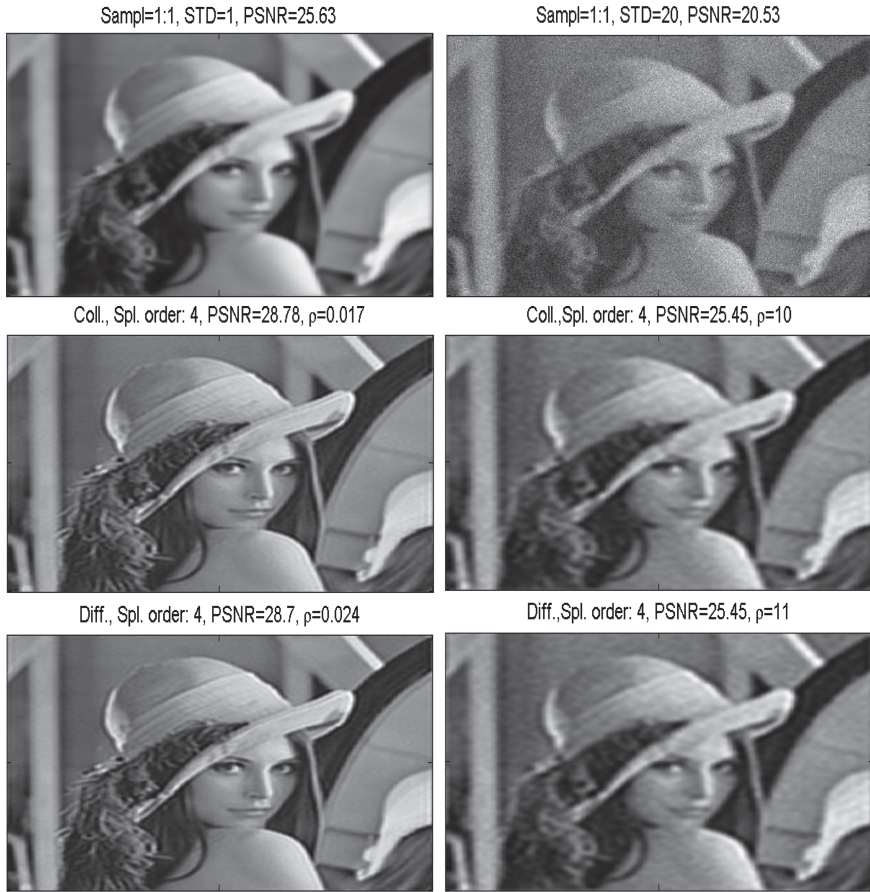 Sampl=1:1, STD=1, PSNR=25.63
Sampl=1:1, STD=20, PSNR=20.53
Coll., Spl. order: 4, PSNR=28.78, ρ=0.017
Coll.,Spl. order: 4, PSNR=25.45, ρ=10
Diff., Spl. order: 4, PSNR=28.7, ρ=0.024
Diff.,Spl. order: 4, PSNR=25.45, ρ=11